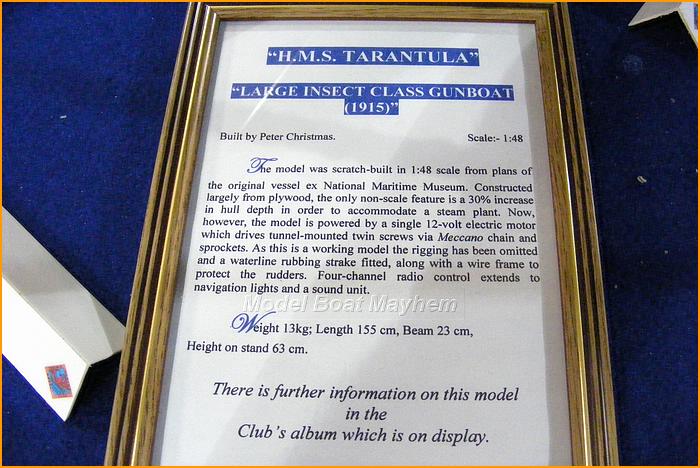 “H.M.S. TARANTULA”
“LARGE INSECT CLASS GUNBOAT
(1915)”
Built by Peter Christmas. Scale:- 1:48
The model was scratch-built in 1:48 scale from plans of
the original vessel ex National Maritime Museum. Constructed
largely from plywood, the only non-scale feature is a 30% increase
in hull depth in order to accommodate a steam plant. Now,
however, the model is powered by a single 12-volt electric motor
which drives tunnel-mounted twin screws via Meccano chain and
sprockets. As this is a working model the rigging has been omitted
and a waterline rubbing strake fitted, along with a wire frame to
protect the rudders. Four-channel radio control extends to
navigation lights and a sound unit.
Model Boat Mayhem
Weight 13kg; Length 155 cm, Beam 23 cm,
Height on stand 63 cm.
There is further information on this model
in the
Club’s album which is on display.